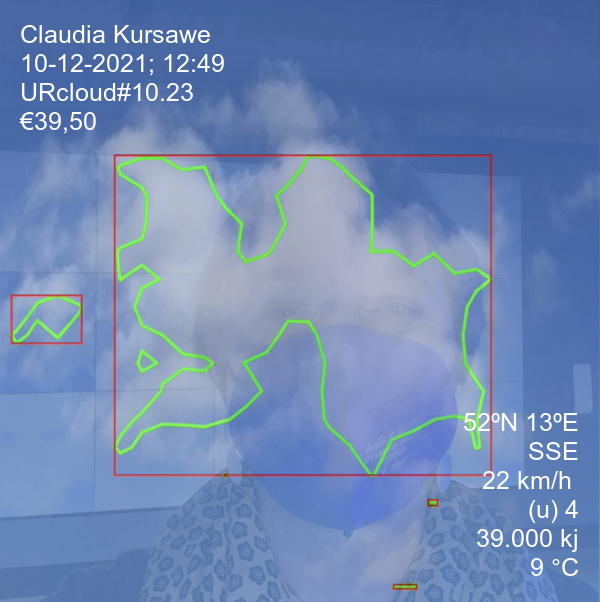 Claudia Kursawe
10-12-2021; 12:49
URcloud#10.23
€39,50
52ºN 13ºE
SSE
22 km/h
(u) 4
39.000 kj
9 °C